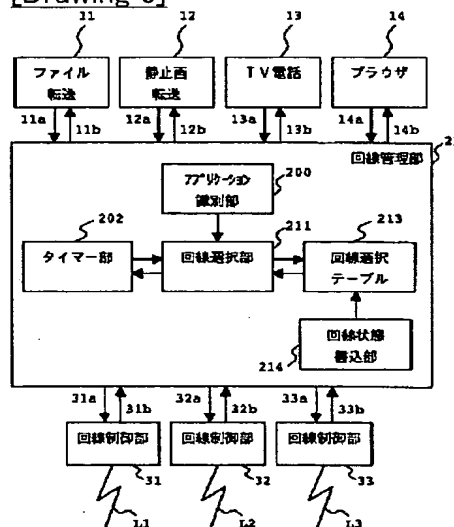 11 12 13 14
ファイル
転送
静止画
転送
TV電話
ブラウザ
11a 11b 12a 12b 13a 13b 14a 14b
回線管理部
アプリケーション
識別部
200
202 211 213
タイマー部
回線選択部
回線選択
テーブル
回線状態
書込部
214
31a 31b 32a 32b 33a 33b
回線制御部 回線制御部 回線制御部
31 32 33
L1 L2 L3